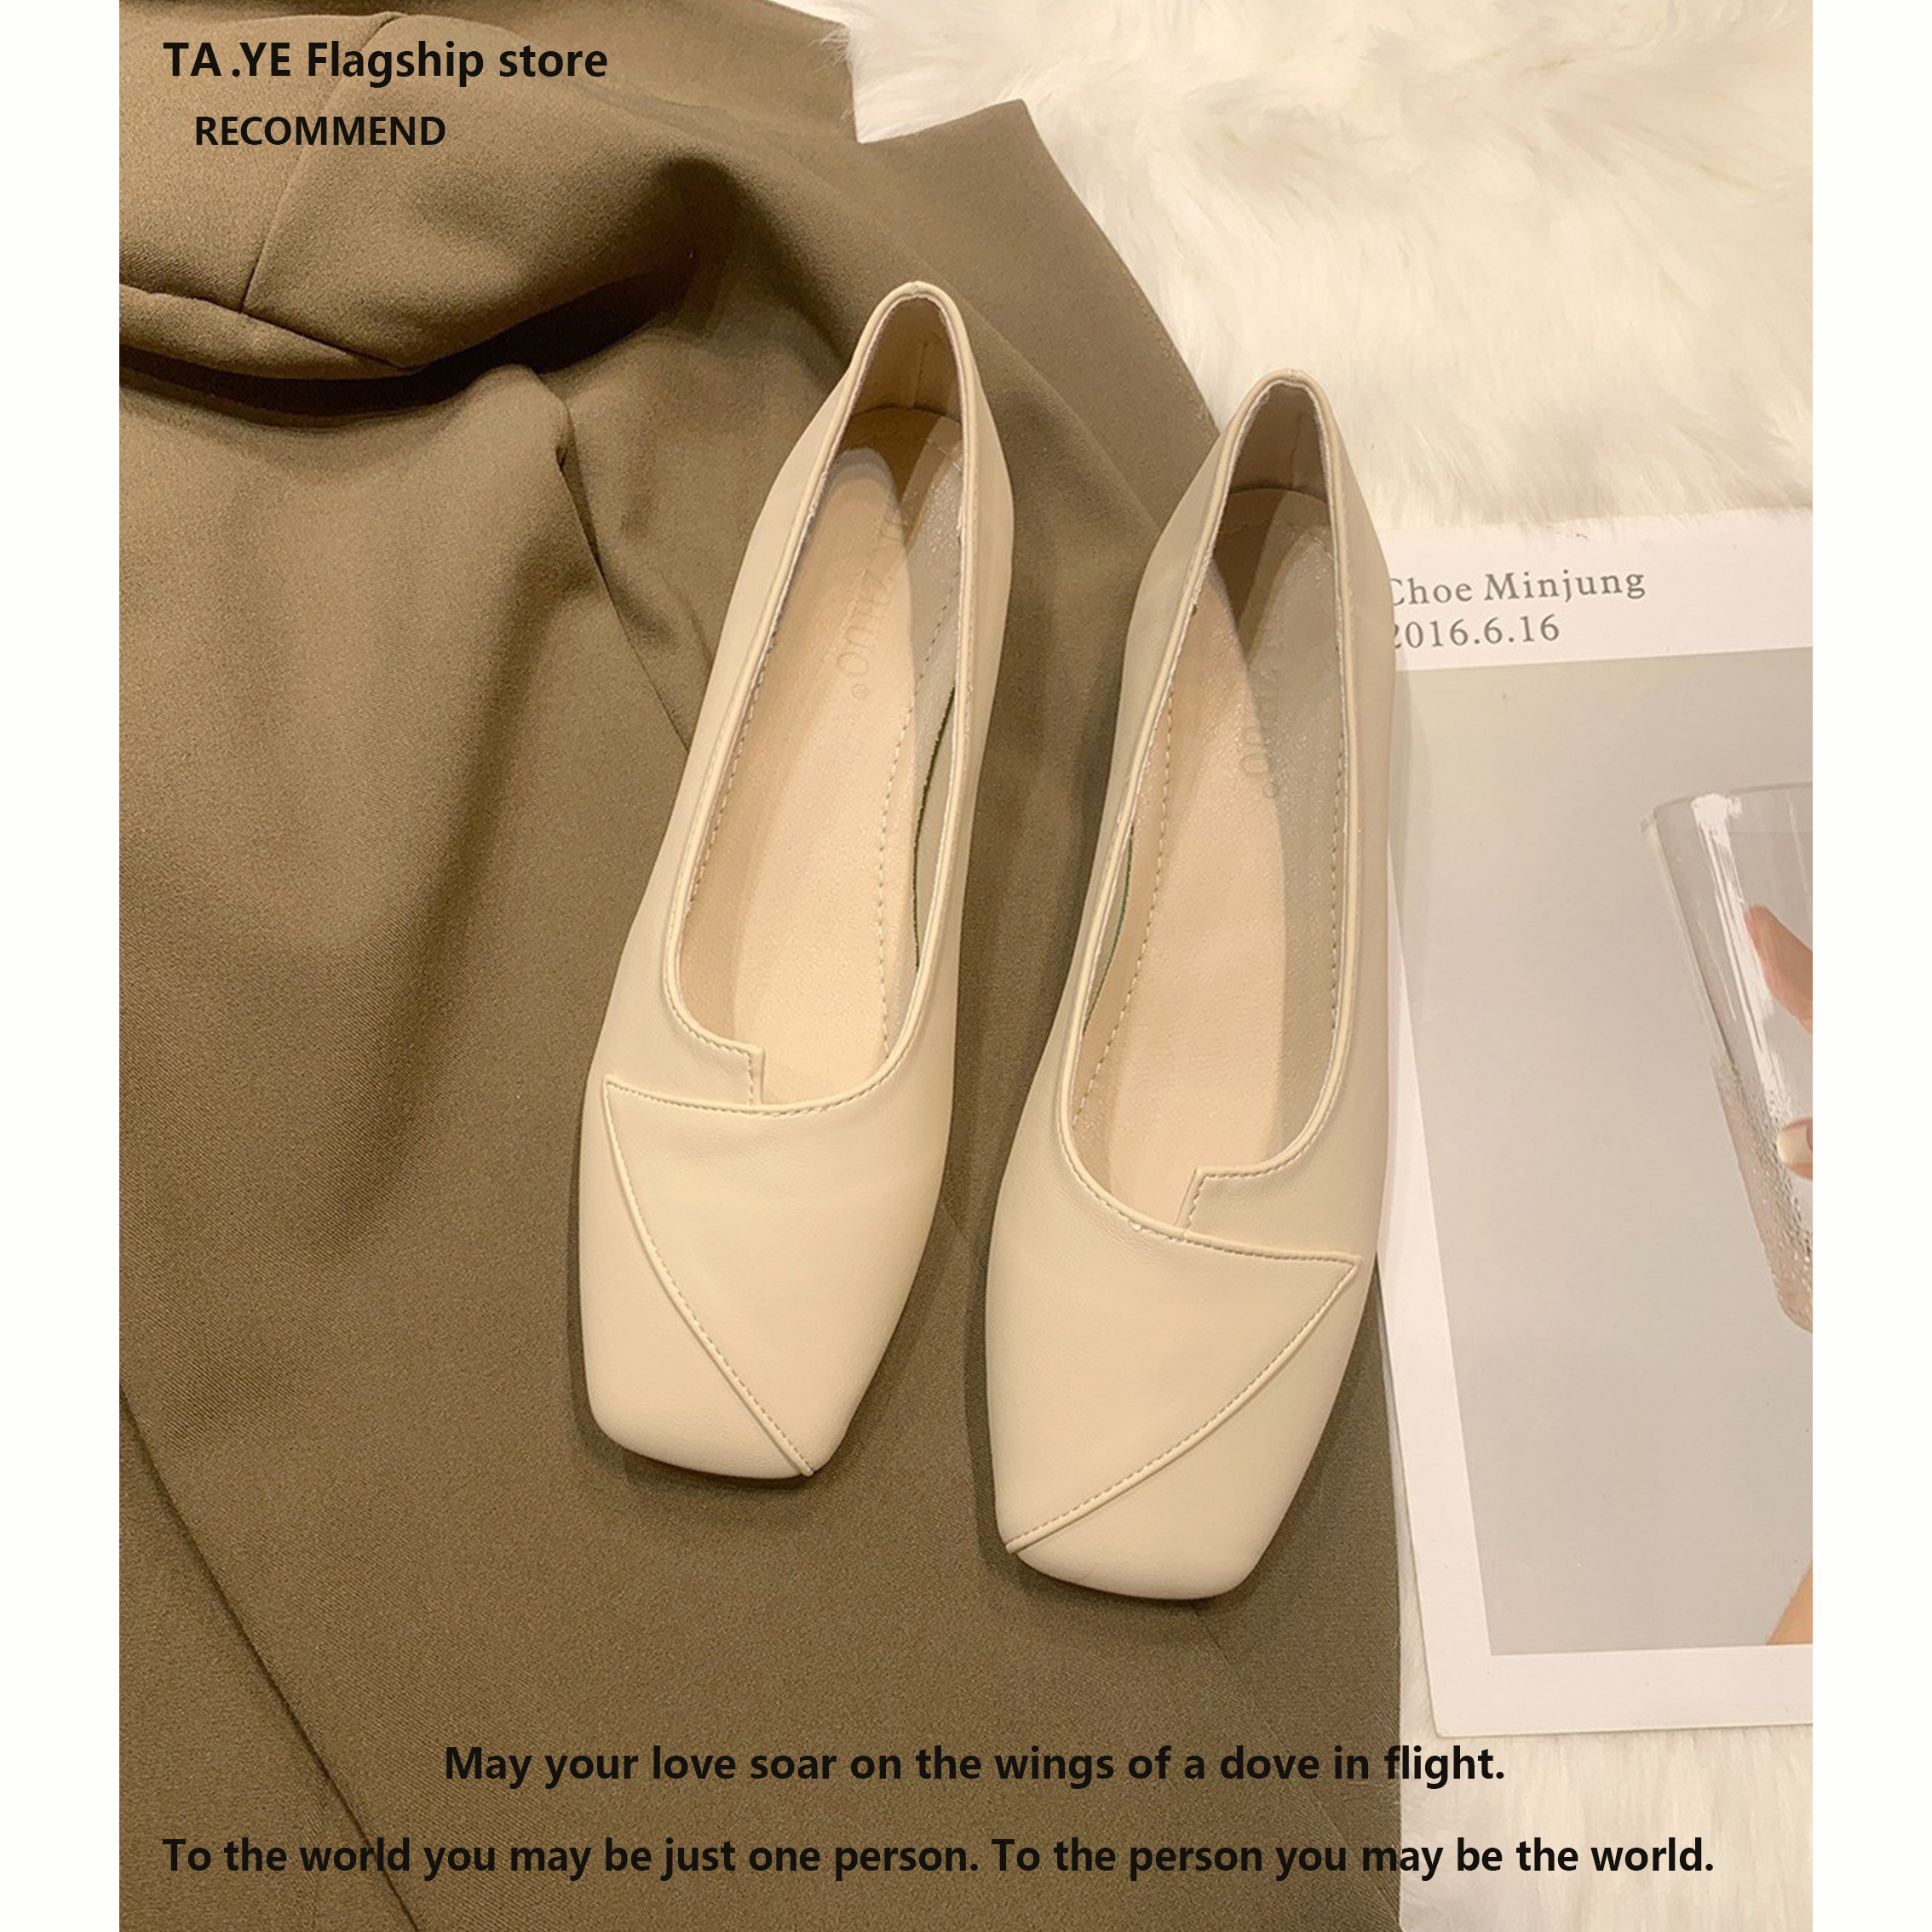 TA .YE Flagship store
RECOMMEND
Choe Minjung
2016.6.16
May your love soar on the wings of a dove in flight.
To the world you may be just one person. To the person you may be the world.